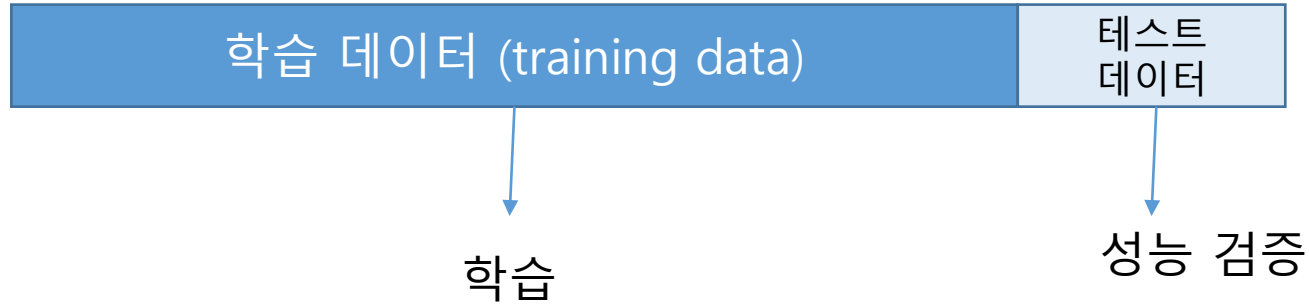 학습 데이터 (training data)
테스트
데이터
학습
성능 검증